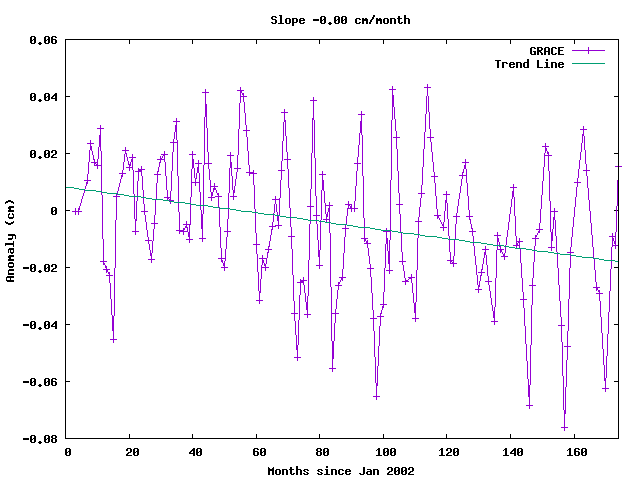 Slope -0.00 cm/month
GRACE
Trend Line
0.06
0.04
0.02
0
-0.02
-0.04
-0.06
-0.08
Anomaly (cm)
0 20 40 60 80 100 120 140 160
Months since Jan 2002